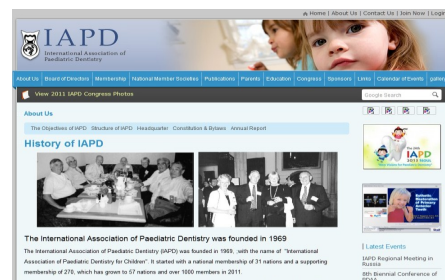 Home | About Us | Contact Us | Join Now | Login
IAPD
International Association of
Paediatric Dentistry
About Us Board of Directors Membership National Member Societies Publications Parents Education Congress Sponsors Links Calendar of Events gallery
View 2011 IAPD Congress Photos
Google Search
About Us
The Objectives of IAPD Structure of IAPD Headquarter Constitution & Bylaws Annual Report
History of IAPD
IAPD
The International Association of Paediatric Dentistry was founded in 1969
The International Association of Paediatric Dentistry (IAPD) was founded in 1969, with the name of "International
Association of Paediatric Dentistry for Children". It started with a national membership of 31 nations and a supporting
membership of 278, which has grown to 57 nations and over 1000 members in 2011.
Latest Events
IAPD Regional Meeting in
Russia
8th Biennial Conference of